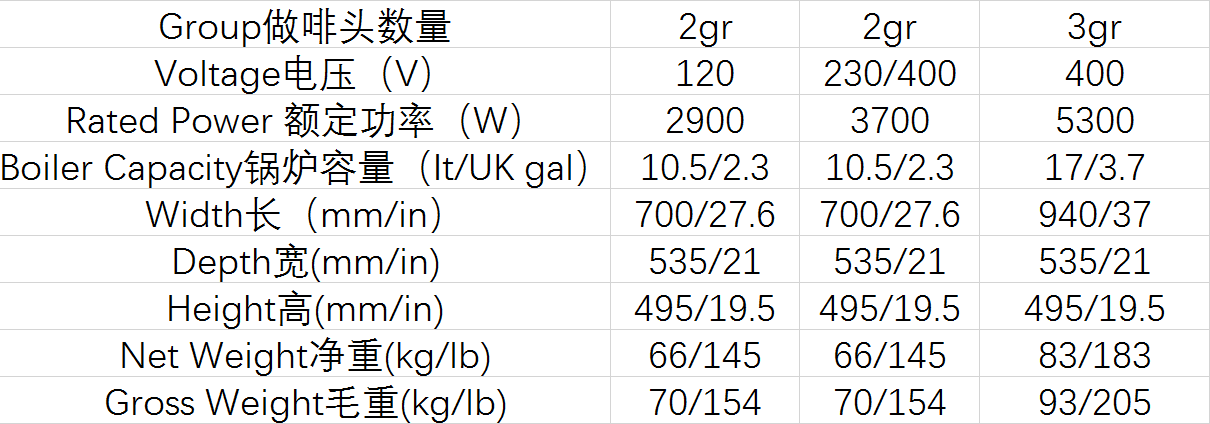 Group做啡头数量 2gr 2gr 3gr
Voltage电压（V） 120 230/400 400
Rated Power 额定功率（W） 2900 3700 5300
Boiler Capacity锅炉容量（lt/UK gal） 10.5/2.3 10.5/2.3 17/3.7
Width长（mm/in） 700/27.6 700/27.6 940/37
Depth宽(mm/in) 535/21 535/21 535/21
Height高(mm/in) 495/19.5 495/19.5 495/19.5
Net Weight净重(kg/lb) 66/145 66/145 83/183
Gross Weight毛重(kg/lb) 70/154 70/154 93/205